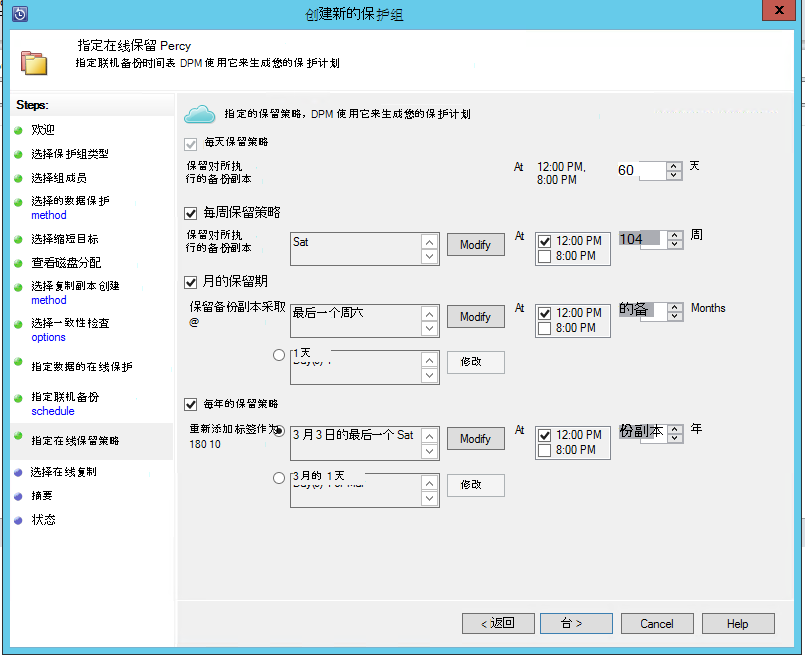 创建新的保护组
x
指定在线保留 Percy
指定联机备份时间表 DPM 使用它来生成您的保护计划
Steps:
欢迎
选择保护组类型
选择组成员
选择的数据保护
method
选择缩短目标
查看磁盘分配
选择复制副本创建
method
选择一致性检查
options
指定数据的在线保护
指定联机备份
schedule
指定在线保留策略
选择在线复制
摘要
状态
指定的保留策略，DPM 使用它来生成您的保护计划
每天保留策略
保留对所执
行的备份副本
At
12:00 PM,
8:00 PM
60
天
每周保留策略
保留对所执
行的备份副本
Sat
Modify
At
12:00 PM
8:00 PM
104
周
月的保留期
保留备份副本采取
@
最后一个周六
Modify
At
12:00 PM
8:00 PM
的备
Months
1天
修改
每年的保留策略
重新添加标签作为
180 10
3 月 3 日的最后一个 Sat
Modify
At
12:00 PM
8:00 PM
份副本
年
3月的 1天
修改
< 返回
台 >
Cancel
Help